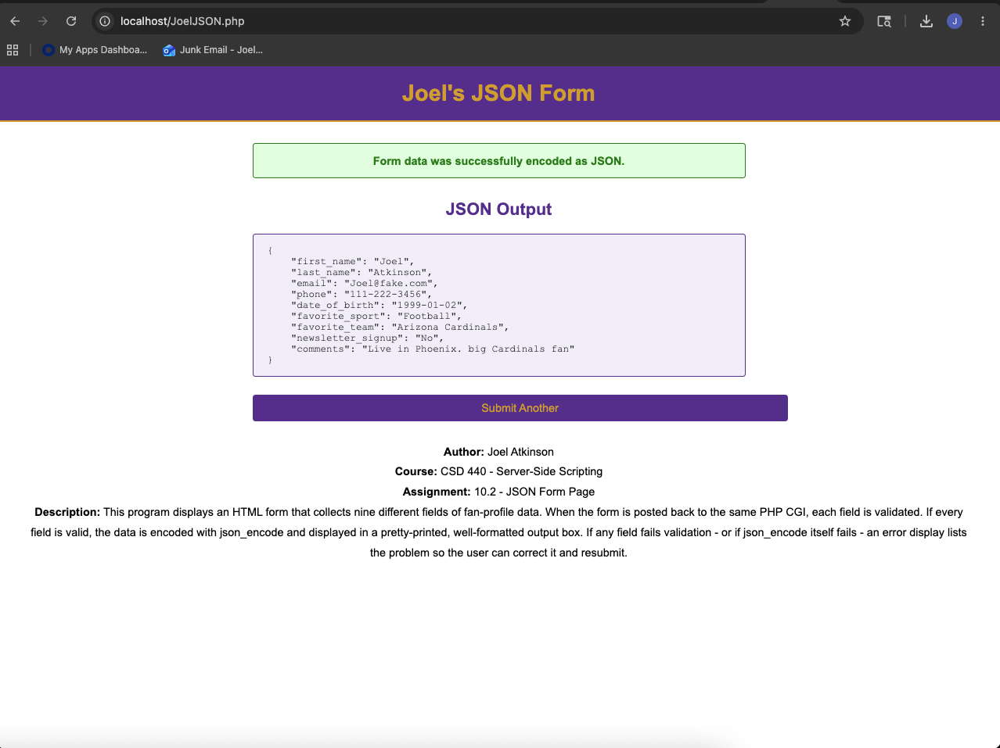 localhost/JoelJSON.php
J
My Apps Dashboa...
Junk Email - Joel...
Joel's JSON Form
Form data was successfully encoded as JSON.
JSON Output
{
    "first_name": "Joel",
    "last_name": "Atkinson",
    "email": "Joel@fake.com",
    "phone": "111-222-3456",
    "date_of_birth": "1999-01-02",
    "favorite_sport": "Football",
    "favorite_team": "Arizona Cardinals",
    "newsletter_signup": "No",
    "comments": "Live in Phoenix. big Cardinals fan"
}
Submit Another
Author: Joel Atkinson
Course: CSD 440 - Server-Side Scripting
Assignment: 10.2 - JSON Form Page
Description: This program displays an HTML form that collects nine different fields of fan-profile data. When the form is posted back to the same PHP CGI, each field is validated. If every
field is valid, the data is encoded with json_encode and displayed in a pretty-printed, well-formatted output box. If any field fails validation - or if json_encode itself fails - an error display lists
the problem so the user can correct it and resubmit.